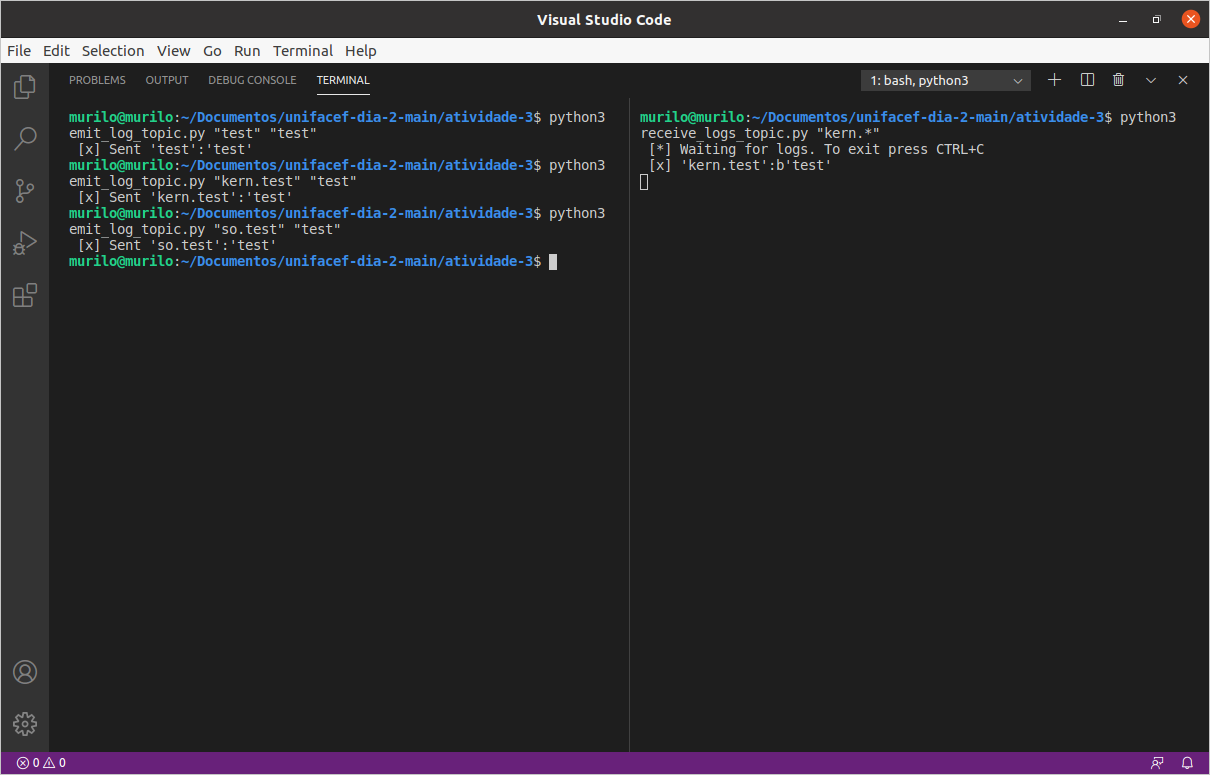 Visual Studio Code
File Edit Selection View Go Run Terminal Help
PROBLEMS OUTPUT DEBUG CONSOLE TERMINAL
1: bash, python3
murilo@murilo:~/Documentos/unifacef-dia-2-main/atividade-3$ python3
emit_log_topic.py "test" "test"
[x] Sent 'test':'test'
murilo@murilo:~/Documentos/unifacef-dia-2-main/atividade-3$ python3
emit_log_topic.py "kern.test" "test"
[x] Sent 'kern.test':'test'
murilo@murilo:~/Documentos/unifacef-dia-2-main/atividade-3$ python3
emit_log_topic.py "so.test" "test"
[x] Sent 'so.test':'test'
murilo@murilo:~/Documentos/unifacef-dia-2-main/atividade-3$
murilo@murilo:~/Documentos/unifacef-dia-2-main/atividade-3$ python3
receive_logs_topic.py "kern.*"
[*] Waiting for logs. To exit press CTRL+C
[x] 'kern.test':b'test'
0 0